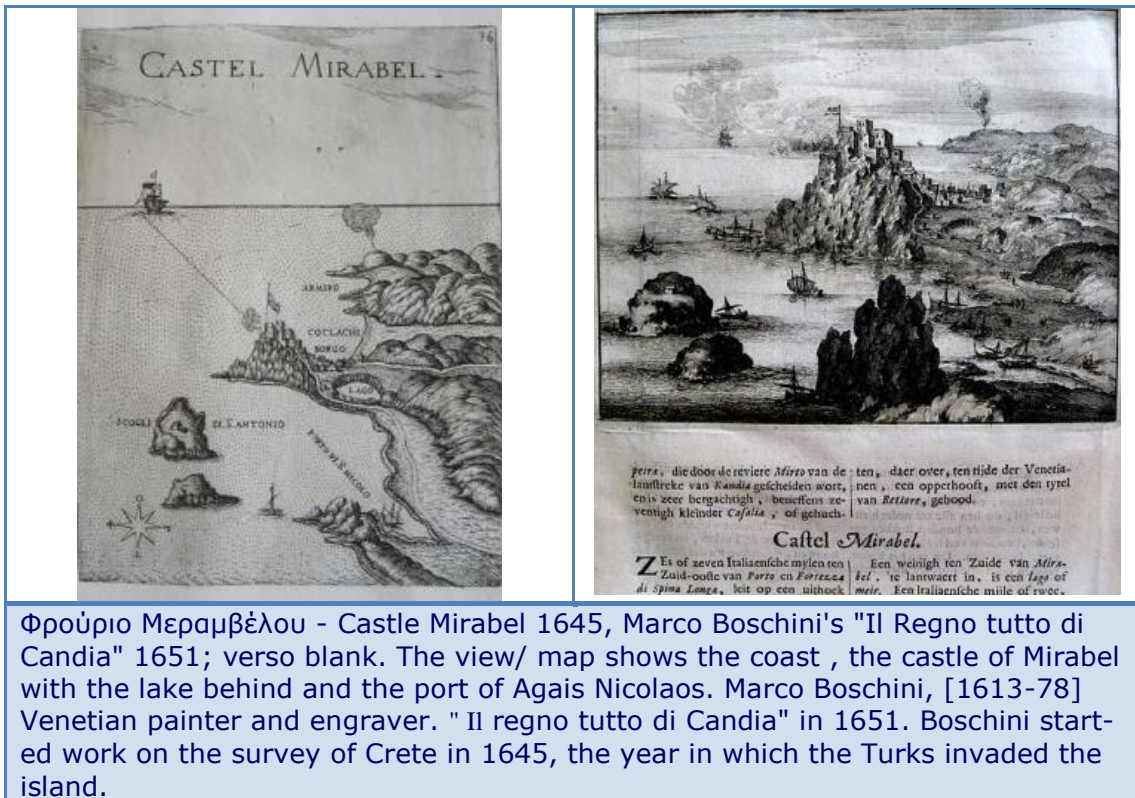 36
CASTEL MIRABEL.
ARMIRO
COCLACHI
BORGO
LAGO
SCOGLI DI S.ANTONIO
PORTO DI S.NICOLO
petra, die door de reviere Mirto van de
lantſtreke van Kandia geſcheiden wort,
en is zeer bergachtigh, beneffens ze-
ventigh kleinder Caſalia, of gehuch-
ten, daer over, ten tijde der Venetia-
nen, een opperhooft, met den tytel
van Rettore, gebood.
Caſtel Mirabel.
ZEs of zeven Italiaenſche mylen ten
Zuid-ooſte van Porto en Fortezza
di Spina Longa, leit op een uithoek
Een weinigh ten Zuide van Mira-
bel, te lantwaert in, is een lago of
meir. Een Italiaenſche mijle of twee,
Φρούριο Μεραμβέλου - Castle Mirabel 1645, Marco Boschini's "Il Regno tutto di
Candia" 1651; verso blank. The view/ map shows the coast , the castle of Mirabel
with the lake behind and the port of Agais Nicolaos. Marco Boschini, [1613-78]
Venetian painter and engraver. " Il regno tutto di Candia" in 1651. Boschini start-
ed work on the survey of Crete in 1645, the year in which the Turks invaded the
island.